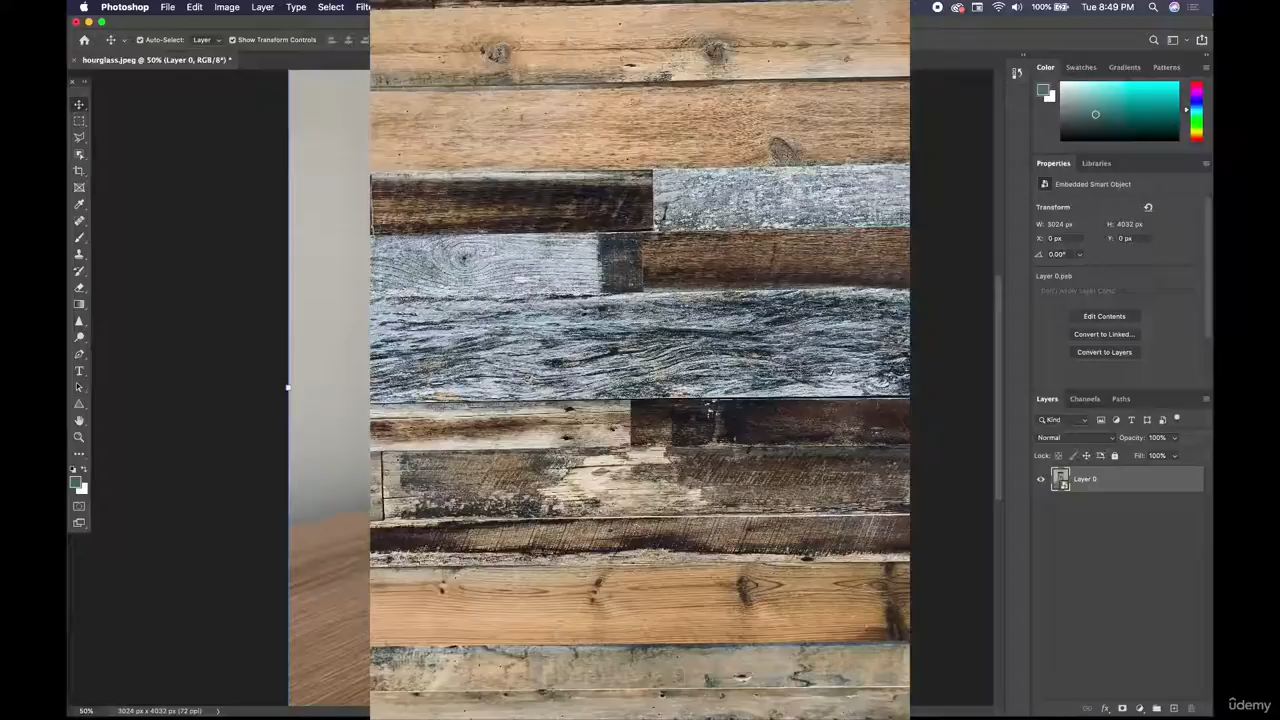 Photoshop File Edit Image Layer Type Select
100% Tue 8:49 PM
Auto-Select: Layer Show Transform Controls
hourglass.jpeg @ 50% (Layer 0, RGB/8*) *
Color Swatches Gradients Patterns
Properties Libraries
Embedded Smart Object
Transform
W: 3024 px H: 4032 px
X: 0 px Y: 0 px
0.00°
Layer 0.psb
Don't Apply Layer Comp
Edit Contents
Convert to Linked...
Convert to Layers
Layers Channels Paths
Kind
Normal Opacity: 100%
Lock: Fill: 100%
Layer 0
50% 3024 px x 4032 px (72 ppi)
udemy